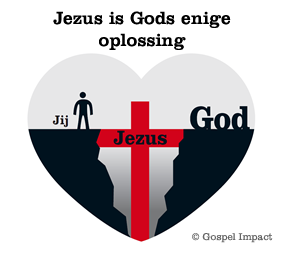 Jezus is Gods enige
oplossing
Jij
God
Jezus
© Gospel Impact